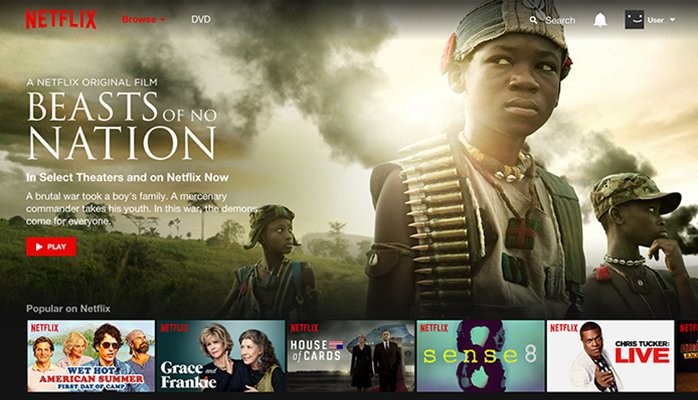 NETFLIX
Browse
DVD
Search
User
A NETFLIX ORIGINAL FILM
BEASTS OF NO
NATION
In Select Theaters and on Netflix Now
A brutal war took a boy's family. A mercenary
commander takes his youth. In this war, the demons
come for everyone.
PLAY
Popular on Netflix
NETFLIX
WET HOT
AMERICAN SUMMER
FIRST DAY OF CAMP
NETFLIX
Grace and
Frankie
NETFLIX
HOUSE
of CARDS
NETFLIX
sense8
NETFLIX
CHRIS TUCKER:
LIVE